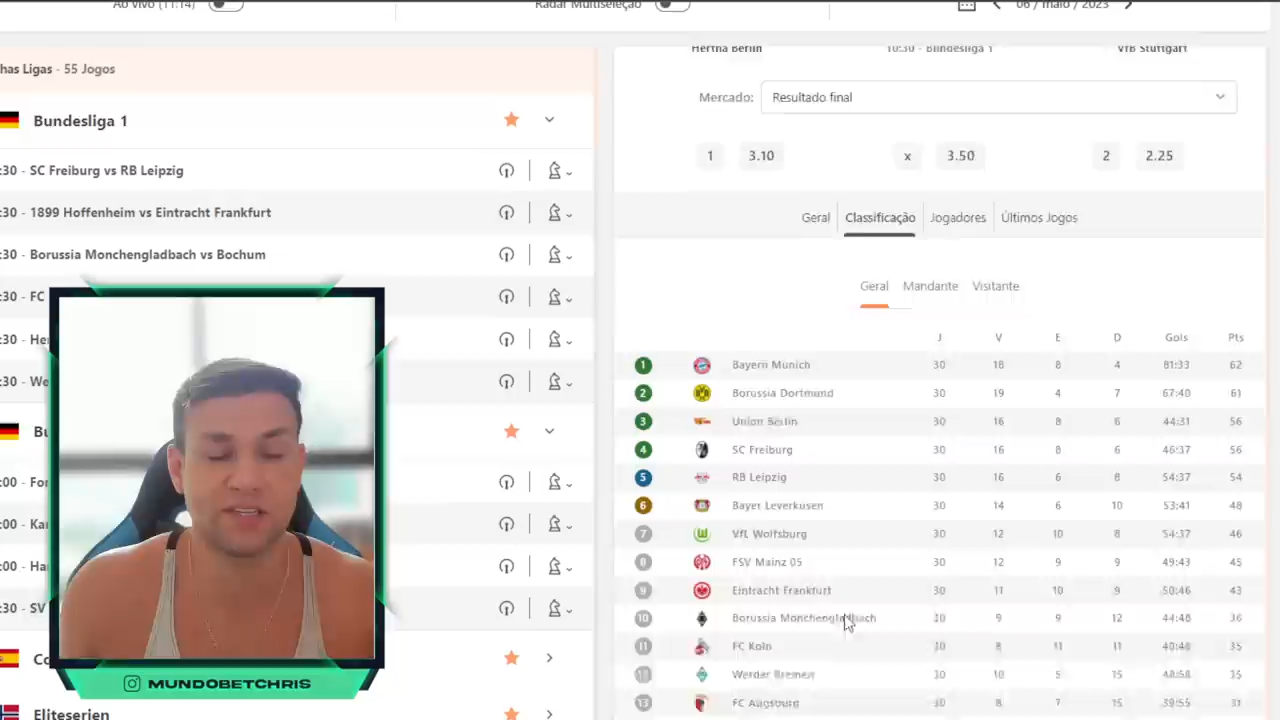 Ao vivo (11:14)
Radar Multiseleção
06 / maio / 2023
has Ligas - 55 Jogos
Bundesliga 1
:30 - SC Freiburg vs RB Leipzig
:30 - 1899 Hoffenheim vs Eintracht Frankfurt
:30 - Borussia Monchengladbach vs Bochum
:30 - FC
:30 - Her
:30 - We
Bu
:00 - For
:00 - Kar
:00 - Ha
:30 - SV
Co
Eliteserien
MUNDOBETCHRIS
Hertha Berlin
10:30 - Bundesliga 1
VfB Stuttgart
Mercado: Resultado final
1 3.10 x 3.50 2 2.25
Geral Classificação Jogadores Últimos Jogos
Geral Mandante Visitante
J V E D Gols Pts
1 Bayern Munich 30 18 8 4 81:33 62
2 Borussia Dortmund 30 19 4 7 67:40 61
3 Union Berlin 30 16 8 6 44:31 56
4 SC Freiburg 30 16 8 6 46:37 56
5 RB Leipzig 30 16 6 8 54:37 54
6 Bayer Leverkusen 30 14 6 10 53:41 48
7 VfL Wolfsburg 30 12 10 8 54:37 46
8 FSV Mainz 05 30 12 9 9 49:43 45
9 Eintracht Frankfurt 30 11 10 9 50:46 43
10 Borussia Monchengladbach 30 9 9 12 44:48 36
11 FC Koln 30 8 11 11 40:48 35
12 Werder Bremen 30 10 5 15 48:58 35
13 FC Augsburg 30 8 7 15 39:55 31